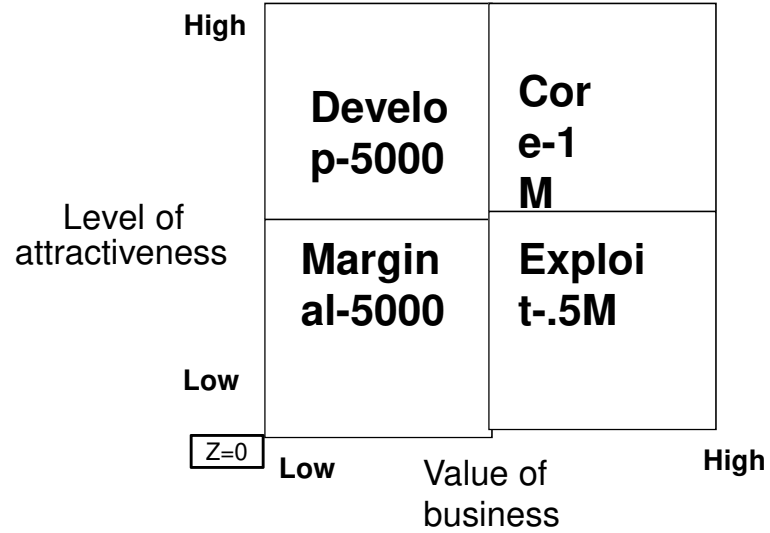 High
Develo
p-5000
Cor
e-1
M
Level of
attractiveness
Margin
al-5000
Exploi
t-.5M
Low
Z=0
Low
Value of
business
High